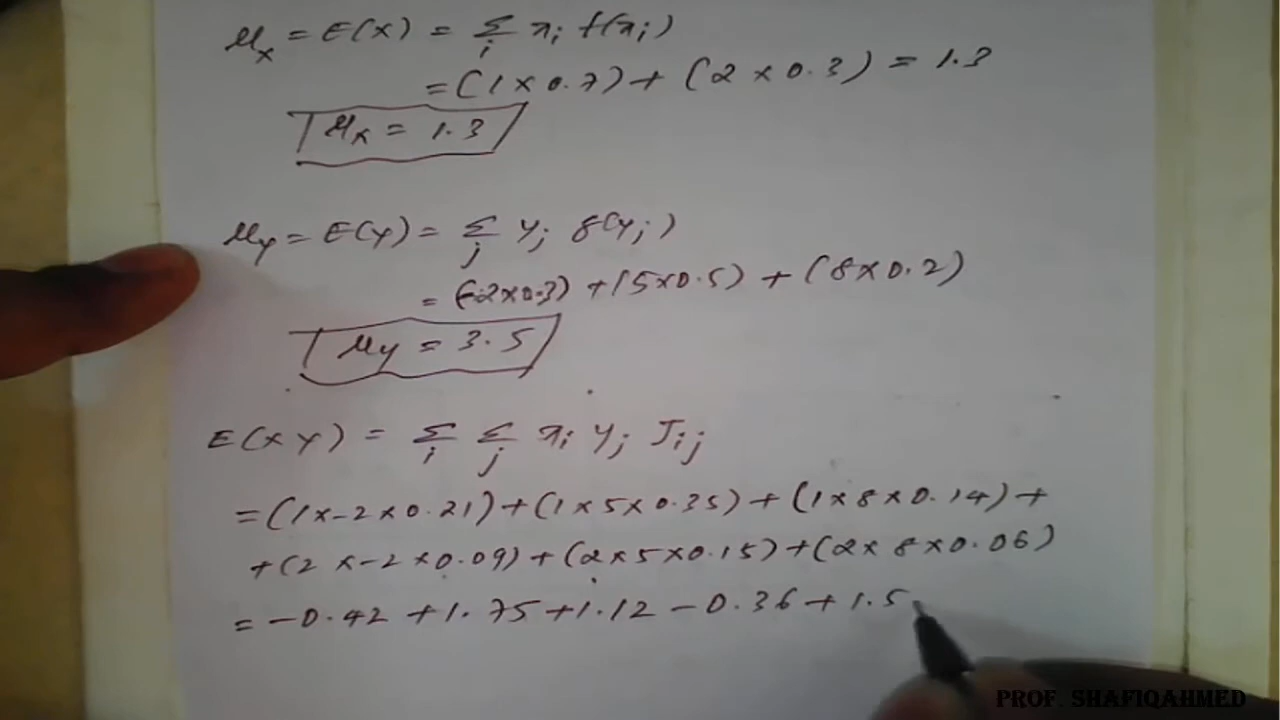 μx = E(X) = Σi xi f(xi)
= (1 × 0.7) + (2 × 0.3) = 1.3
μx = 1.3
μy = E(Y) = Σj yj g(yj)
= (-2×0.3) + (5×0.5) + (8×0.2)
μy = 3.5
E(XY) = Σi Σj xi yj Jij
= (1×-2×0.21) + (1×5×0.35) + (1×8×0.14) +
+ (2×-2×0.09) + (2×5×0.15) + (2×8×0.06)
= -0.42 + 1.75 + 1.12 - 0.36 + 1.5
PROF. SHAFIQAHMED